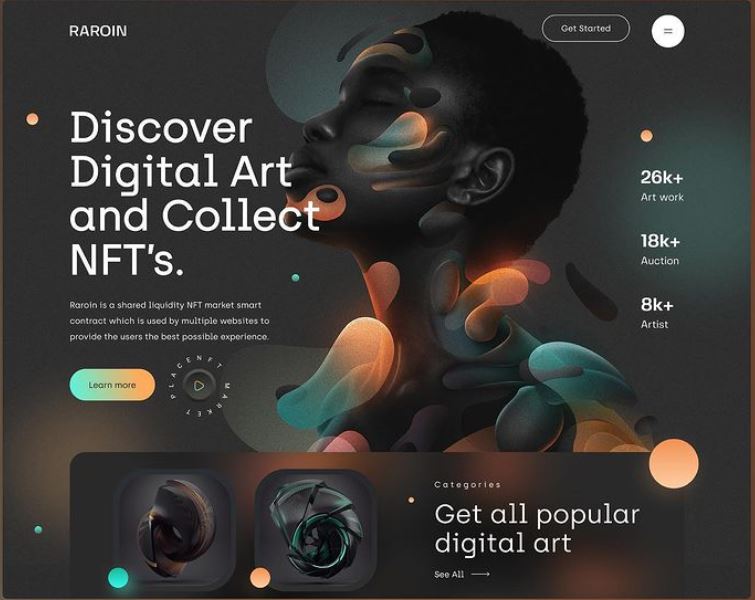 RAROIN
Get Started
Discover
Digital Art
and Collect
NFT's.
26k+
Art work
18k+
Auction
8k+
Artist
Raroin is a shared liquidity NFT market smart
contract which is used by multiple websites to
provide the users the best possible experience.
Learn more
NFT MARKET PLACE
Categories
Get all popular
digital art
See All